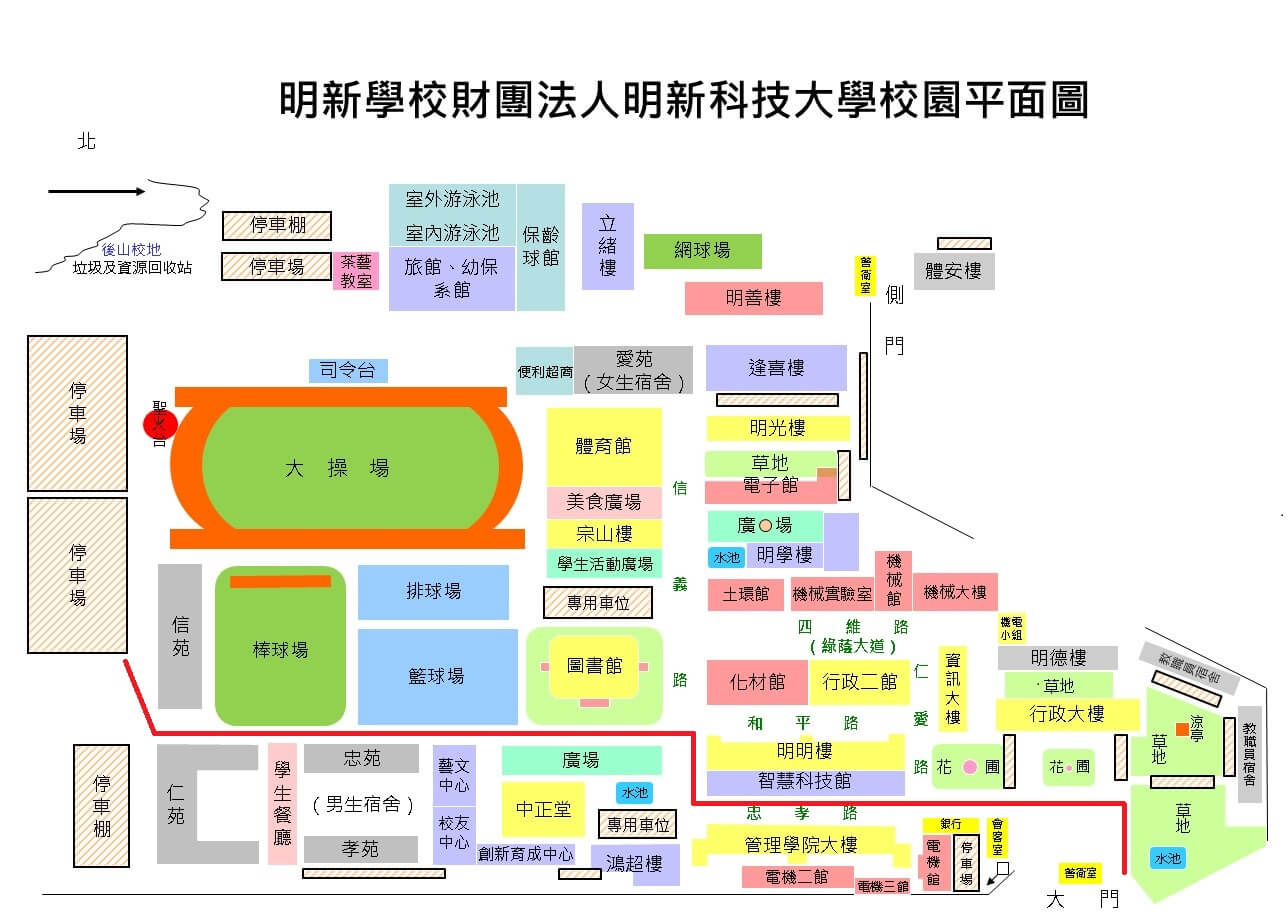 明新學校財團法人明新科技大學校園平面圖
北
後山校地
垃圾及資源回收站
停車棚
停車場
茶藝
教室
室外游泳池
室內游泳池
旅館、幼保
系館
保齡
球館
立緒樓
網球場
明善樓
警衛室
側門
體安樓
停車場
聖火台
司令台
大操場
便利超商
愛苑
(女生宿舍)
逢喜樓
體育館
明光樓
草地
電子館
美食廣場
宗山樓
學生活動廣場
專用車位
信義路
廣場
水池
明學樓
停車場
信苑
棒球場
排球場
籃球場
圖書館
土環館
機械實驗室
機械館
機械大樓
四維路
(綠蔭大道)
機電
小組
化材館
行政二館
仁愛路
資訊大樓
明德樓
草地
行政大樓
教職員宿舍
涼亭
草地
教職員宿舍
和平路
明明樓
智慧科技館
花圃
花圃
草地
水池
停車棚
仁苑
學生餐廳
忠苑
(男生宿舍)
孝苑
藝文
中心
校友
中心
廣場
水池
中正堂
專用車位
創新育成中心
鴻超樓
忠孝路
管理學院大樓
電機二館
電機三館
銀行
電機館
停車場
會客室
警衛室
大門